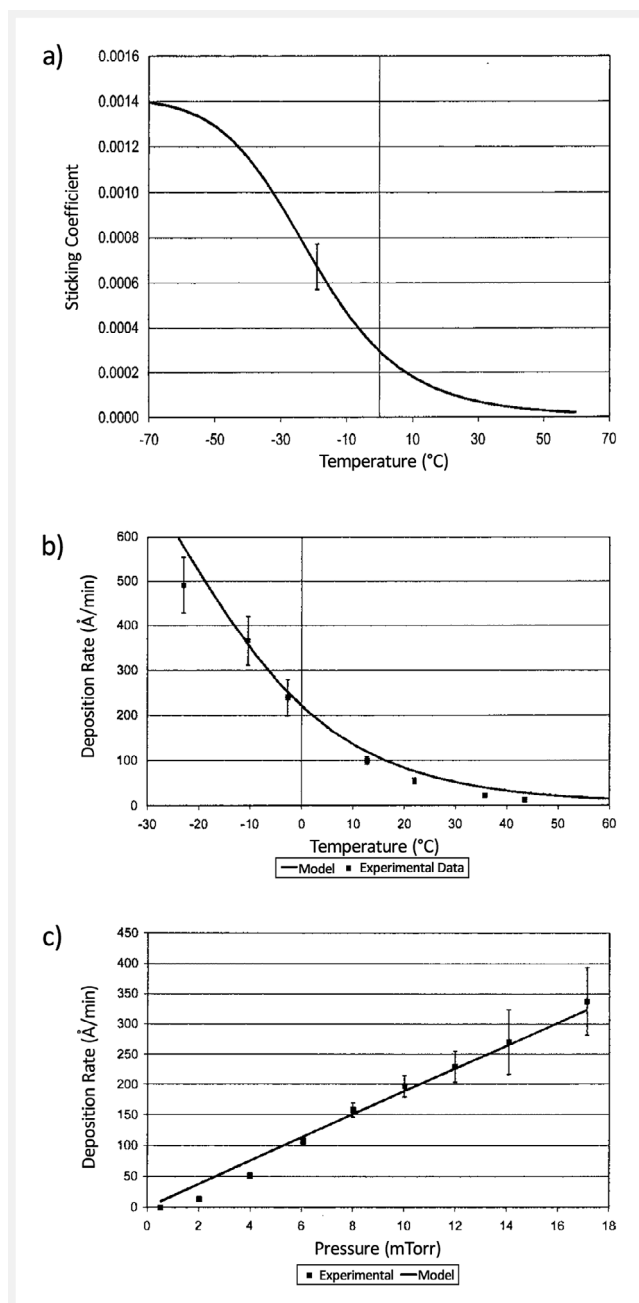 a)
0.0016
0.0014
0.0012
0.0010
0.0008
0.0006
0.0004
0.0002
0.0000
Sticking Coefficient
-70 -50 -30 -10 10 30 50 70
Temperature (°C)
b)
600
500
400
300
200
100
0
Deposition Rate (Å/min)
-30 -20 -10 0 10 20 30 40 50 60
Temperature (°C)
Model Experimental Data
c)
450
400
350
300
250
200
150
100
50
0
Deposition Rate (Å/min)
0 2 4 6 8 10 12 14 16 18
Pressure (mTorr)
Experimental Model